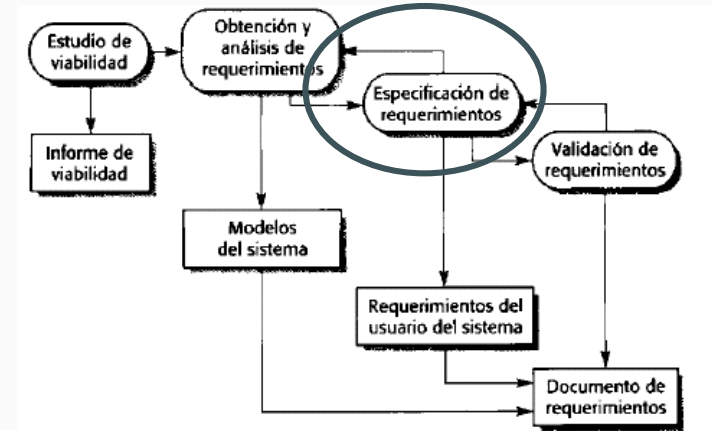 Estudio de
viabilidad
Obtención y
análisis de
requerimientos
Especificación de
requerimientos
Informe de
viabilidad
Validación de
requerimientos
Modelos
del sistema
Requerimientos del
usuario del sistema
Documento de
requerimientos